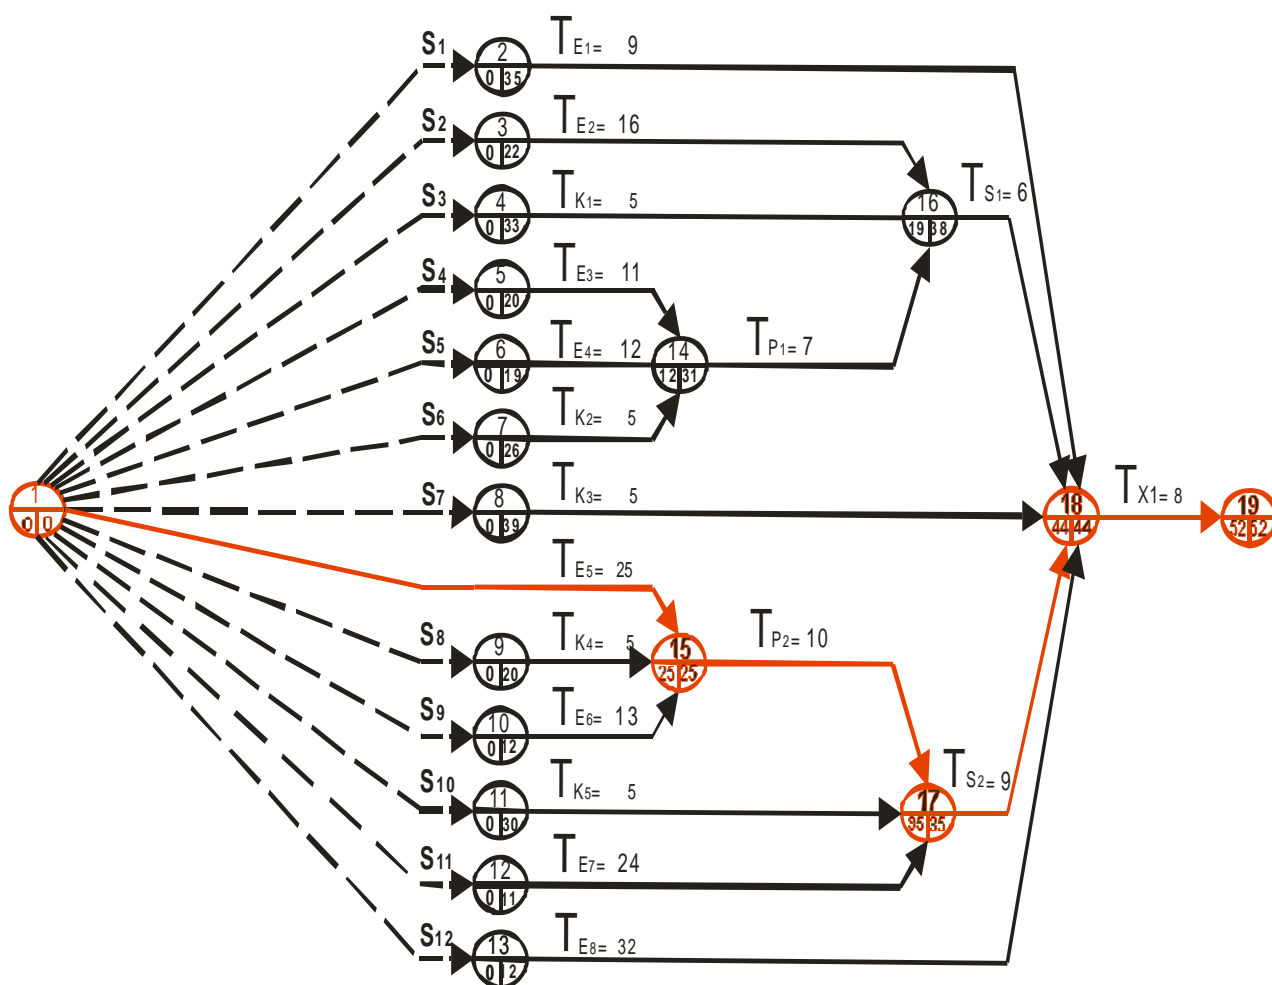 S1 2 0 35 TE1= 9
S2 3 0 22 TE2= 16
S3 4 0 33 TK1= 5
16 19 38 TS1= 6
S4 5 0 20 TE3= 11
S5 6 0 19 TE4= 12
14 12 31 TP1= 7
S6 7 0 26 TK2= 5
1 0 0
S7 8 0 39 TK3= 5
18 44 44 TX1= 8
19 52 52
TE5= 25
S8 9 0 20 TK4= 5
15 25 25 TP2= 10
S9 10 0 12 TE6= 13
S10 11 0 30 TK5= 5
17 35 35 TS2= 9
S11 12 0 11 TE7= 24
S12 13 0 12 TE8= 32